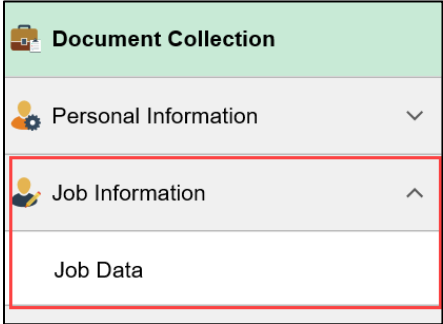 Document Collection
Personal Information
Job Information
Job Data